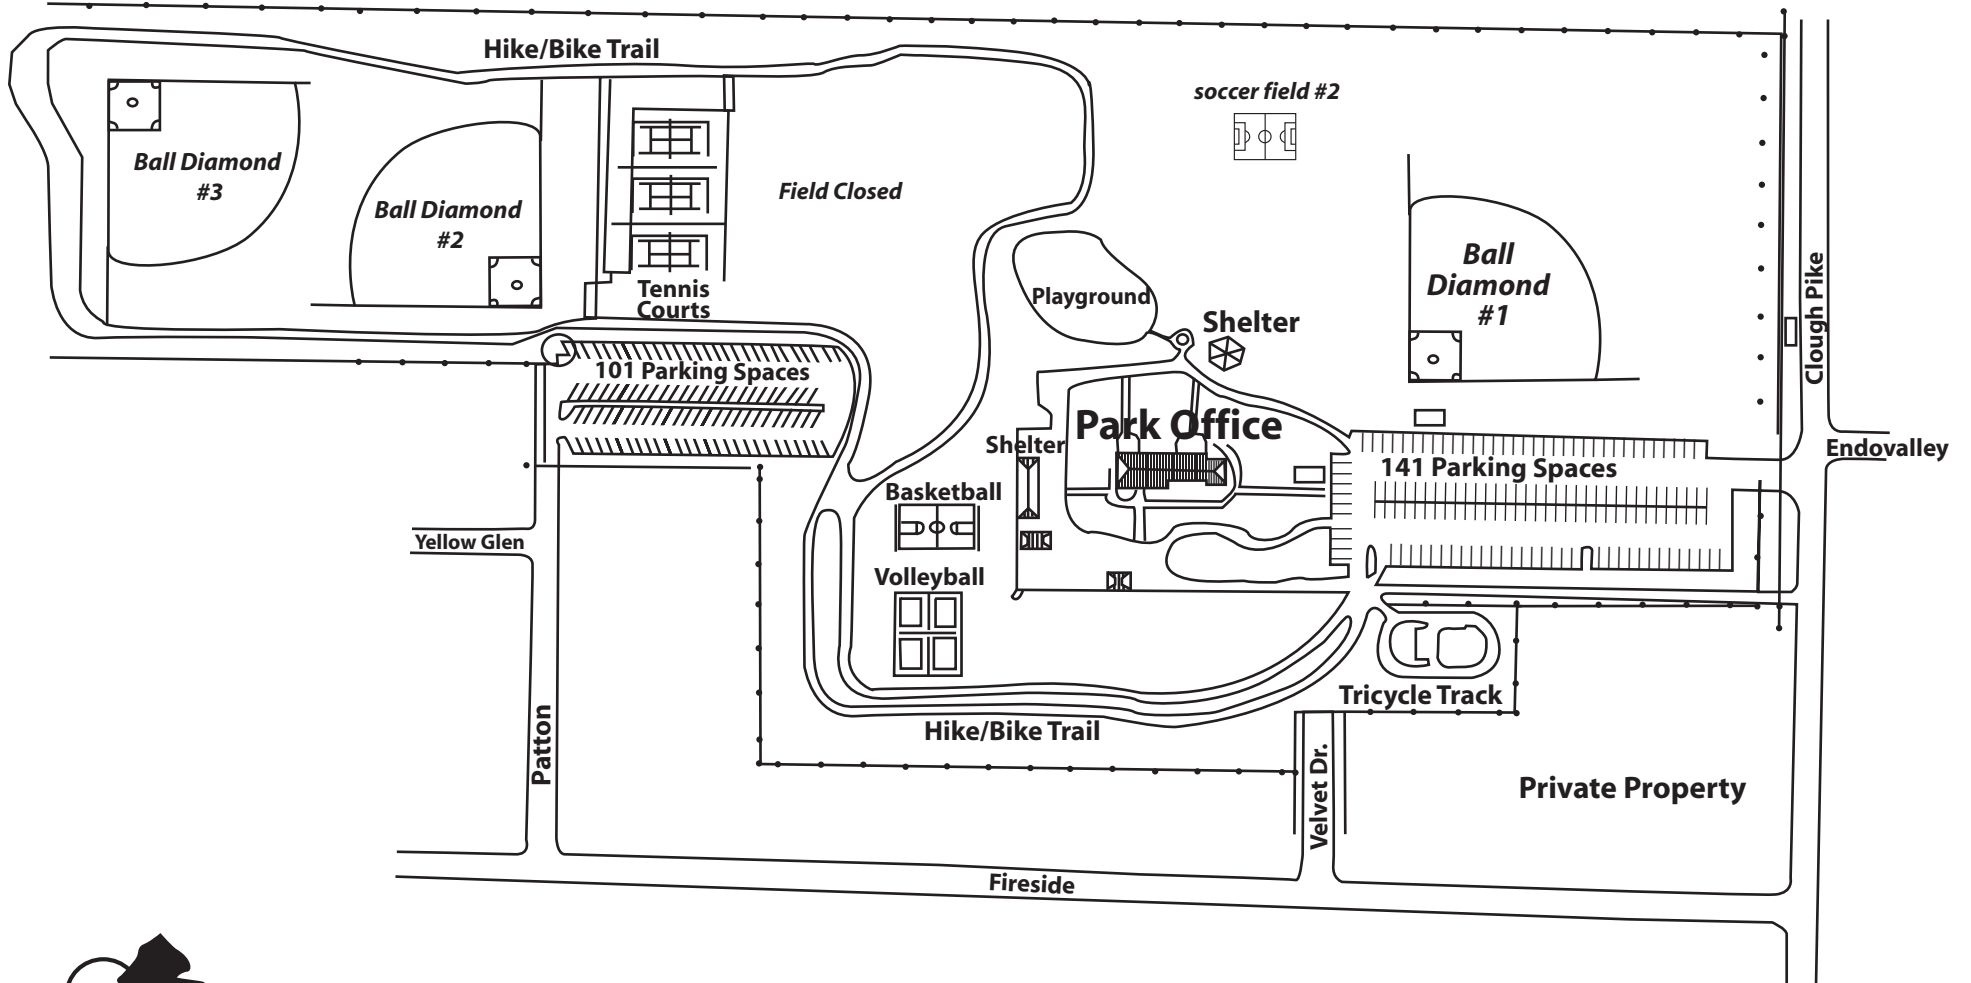 Hike/Bike Trail
soccer field #2
Ball Diamond
#3
Ball Diamond
#2
Field Closed
Ball
Diamond
#1
Tennis
Courts
Playground
Shelter
Clough Pike
101 Parking Spaces
Park Office
Shelter
Endovalley
141 Parking Spaces
Basketball
Yellow Glen
Volleyball
Tricycle Track
Hike/Bike Trail
Patton
Velvet Dr.
Private Property
Fireside